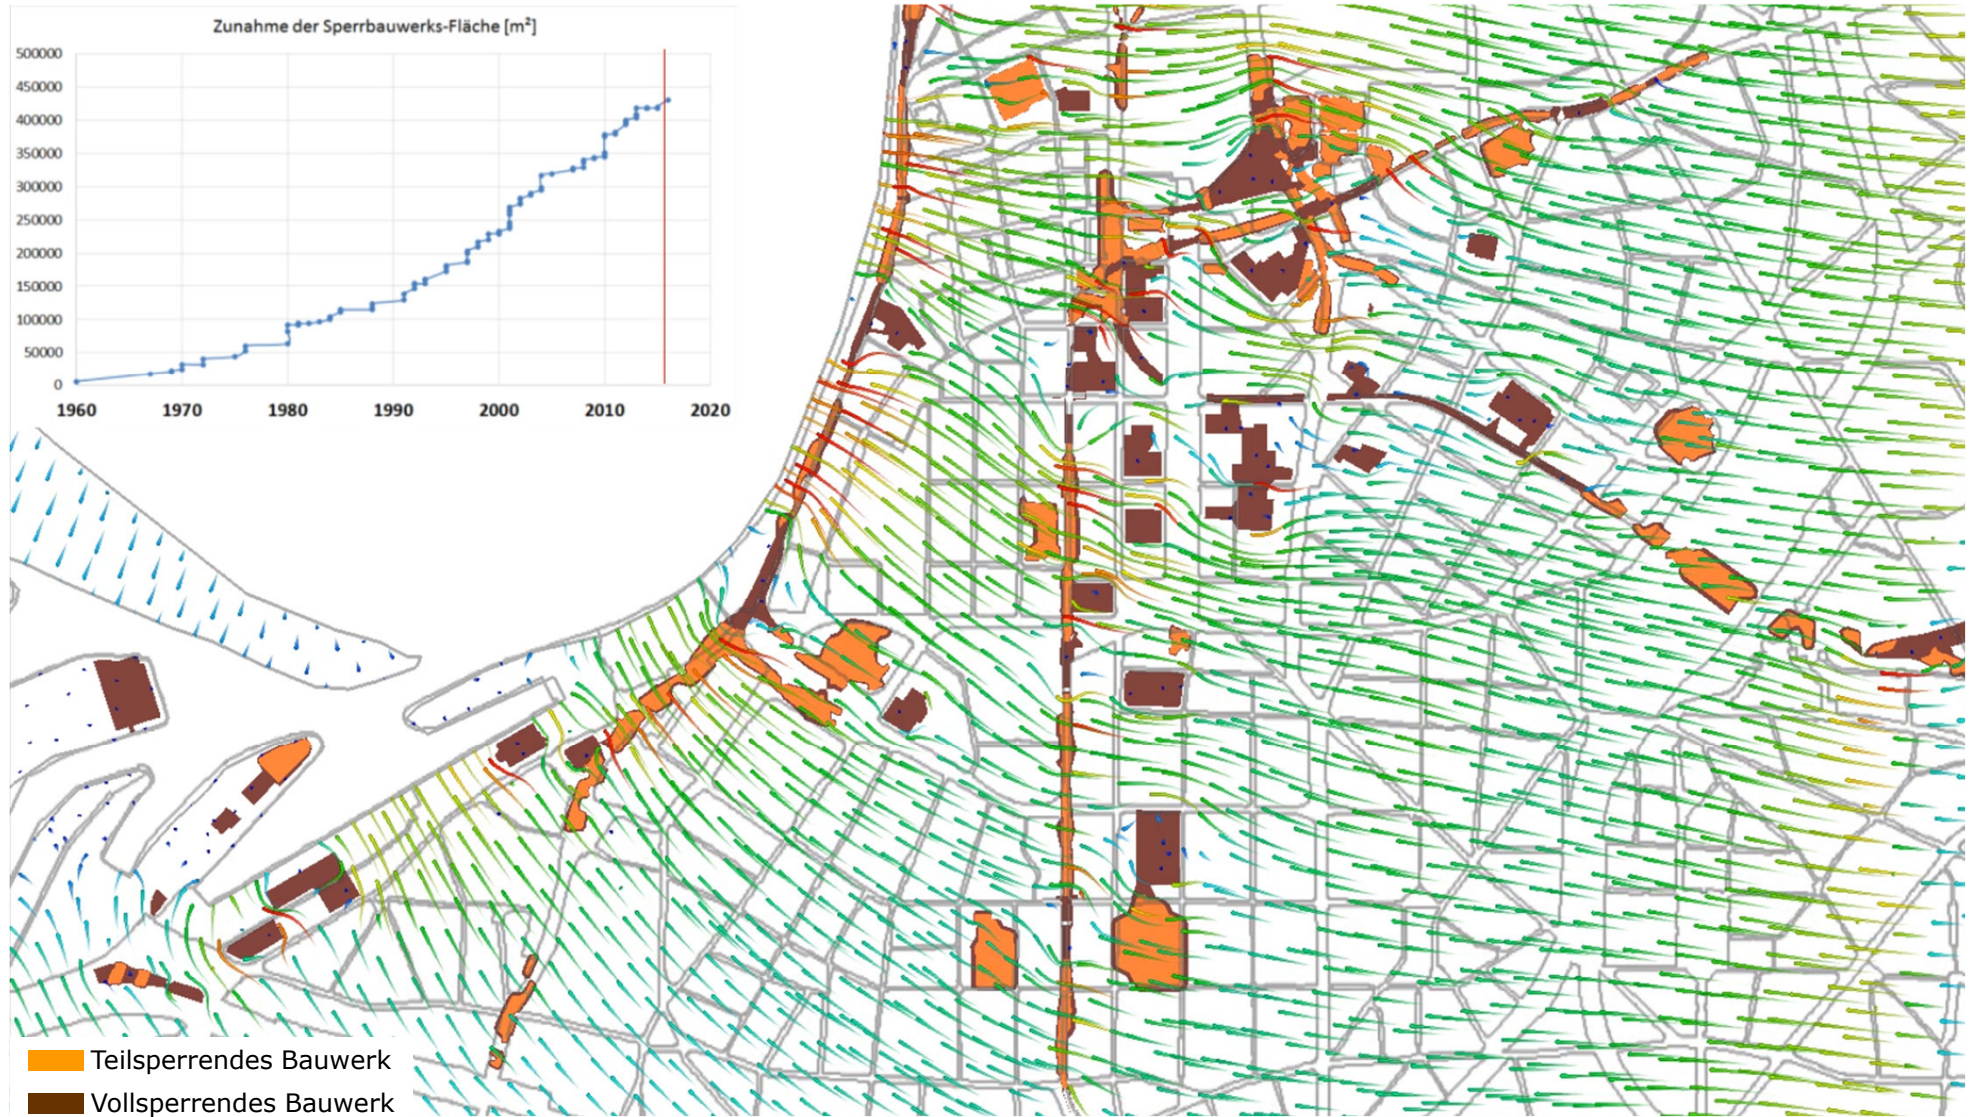 Zunahme der Sperrbauwerks-Fläche [m²]
500000
450000
400000
350000
300000
250000
200000
150000
100000
50000
0
1960 1970 1980 1990 2000 2010 2020
Teilsperrendes Bauwerk
Vollsperrendes Bauwerk